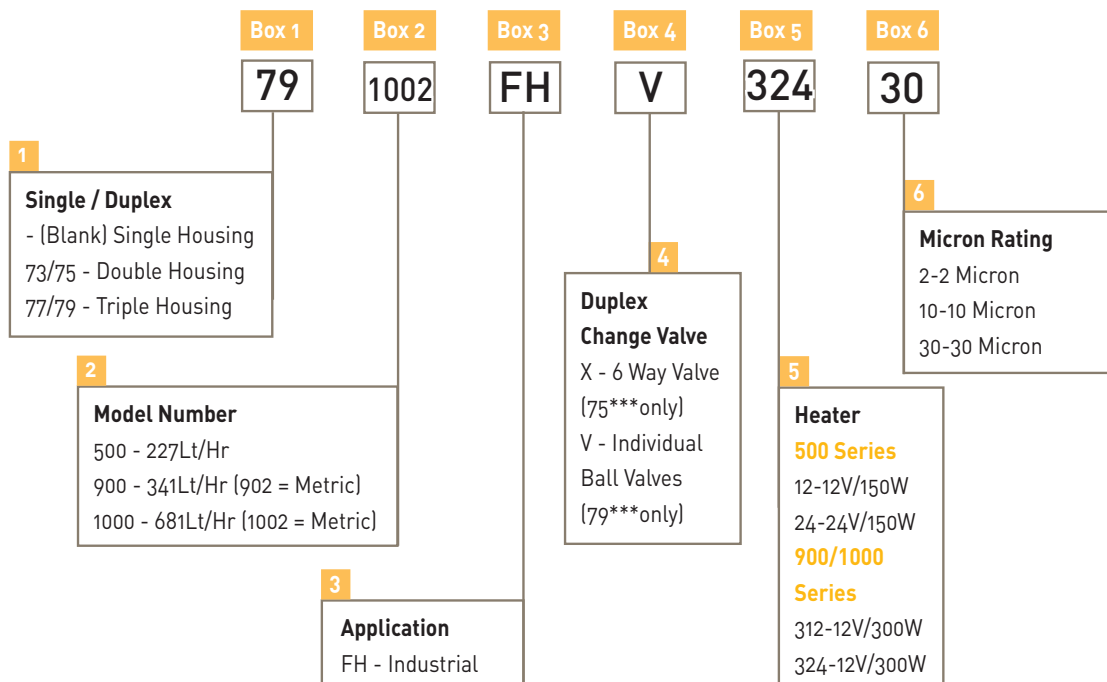 Box 1 Box 2 Box 3 Box 4 Box 5 Box 6
79 1002 FH V 324 30
1
Single / Duplex
- (Blank) Single Housing
73/75 - Double Housing
77/79 - Triple Housing
2
Model Number
500 - 227Lt/Hr
900 - 341Lt/Hr (902 = Metric)
1000 - 681Lt/Hr (1002 = Metric)
3
Application
FH - Industrial
4
Duplex
Change Valve
X - 6 Way Valve
(75***only)
V - Individual
Ball Valves
(79***only)
5
Heater
500 Series
12-12V/150W
24-24V/150W
900/1000
Series
312-12V/300W
324-12V/300W
6
Micron Rating
2-2 Micron
10-10 Micron
30-30 Micron